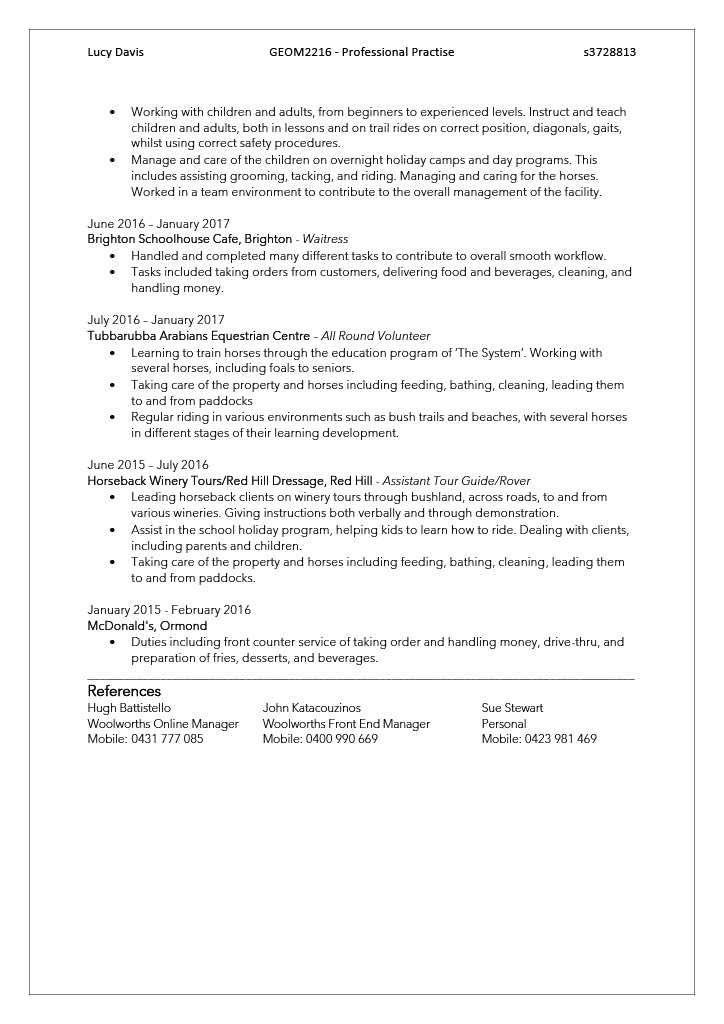 Lucy Davis GEOM2216 - Professional Practise s3728813
• Working with children and adults, from beginners to experienced levels. Instruct and teach
children and adults, both in lessons and on trail rides on correct position, diagonals, gaits,
whilst using correct safety procedures.
• Manage and care of the children on overnight holiday camps and day programs. This
includes assisting grooming, tacking, and riding. Managing and caring for the horses.
Worked in a team environment to contribute to the overall management of the facility.
June 2016 – January 2017
Brighton Schoolhouse Cafe, Brighton - Waitress
• Handled and completed many different tasks to contribute to overall smooth workflow.
• Tasks included taking orders from customers, delivering food and beverages, cleaning, and
handling money.
July 2016 – January 2017
Tubbarubba Arabians Equestrian Centre – All Round Volunteer
• Learning to train horses through the education program of ‘The System’. Working with
several horses, including foals to seniors.
• Taking care of the property and horses including feeding, bathing, cleaning, leading them
to and from paddocks
• Regular riding in various environments such as bush trails and beaches, with several horses
in different stages of their learning development.
June 2015 – July 2016
Horseback Winery Tours/Red Hill Dressage, Red Hill - Assistant Tour Guide/Rover
• Leading horseback clients on winery tours through bushland, across roads, to and from
various wineries. Giving instructions both verbally and through demonstration.
• Assist in the school holiday program, helping kids to learn how to ride. Dealing with clients,
including parents and children.
• Taking care of the property and horses including feeding, bathing, cleaning, leading them
to and from paddocks.
January 2015 - February 2016
McDonald's, Ormond
• Duties including front counter service of taking order and handling money, drive-thru, and
preparation of fries, desserts, and beverages.
References
Hugh Battistello John Katacouzinos Sue Stewart
Woolworths Online Manager Woolworths Front End Manager Personal
Mobile: 0431 777 085 Mobile: 0400 990 669 Mobile: 0423 981 469